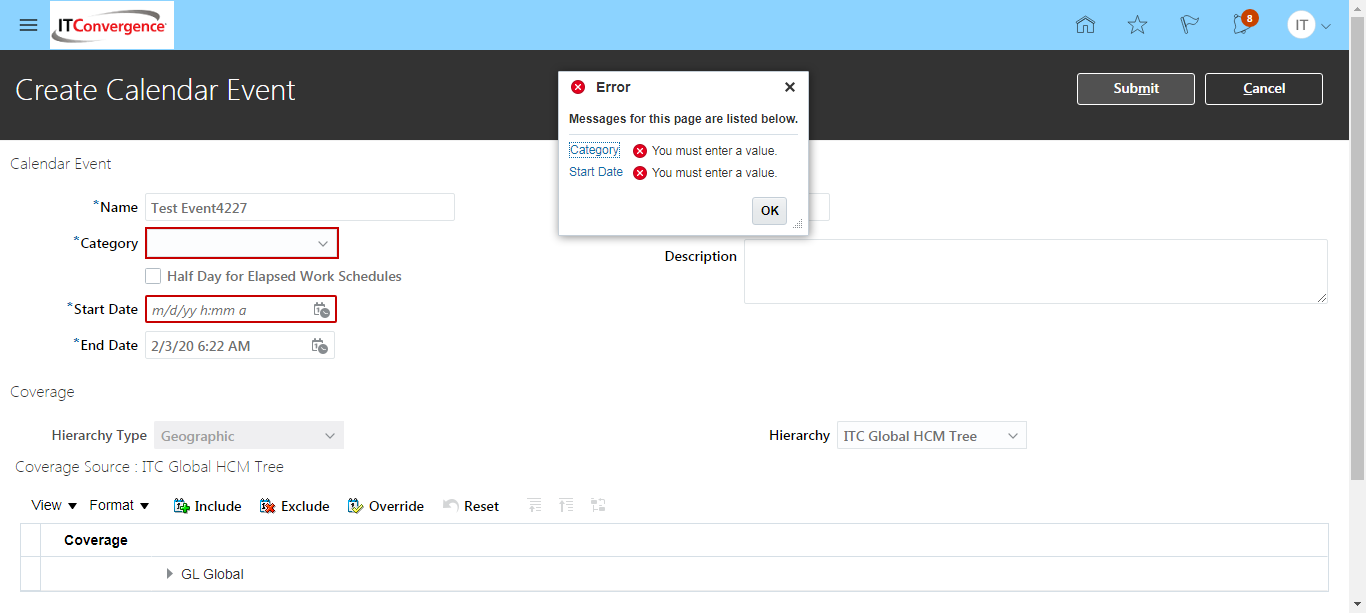 ITConvergence
8
IT
Create Calendar Event
Submit
Cancel
Error
Messages for this page are listed below.
Category You must enter a value.
Start Date You must enter a value.
OK
Calendar Event
*Name Test Event4227
*Category
Half Day for Elapsed Work Schedules
*Start Date m/d/yy h:mm a
*End Date 2/3/20 6:22 AM
Description
Coverage
Hierarchy Type Geographic
Hierarchy ITC Global HCM Tree
Coverage Source : ITC Global HCM Tree
View Format Include Exclude Override Reset
Coverage
GL Global